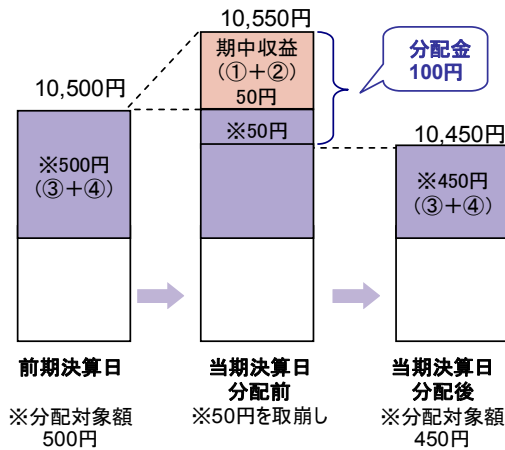 10,550円
期中収益
(①+②)
50円
分配金
100円
10,500円
※50円
10,450円
※500円
(③+④)
※450円
(③+④)
前期決算日
当期決算日
分配前
当期決算日
分配後
※分配対象額
500円
※50円を取崩し
※分配対象額
450円